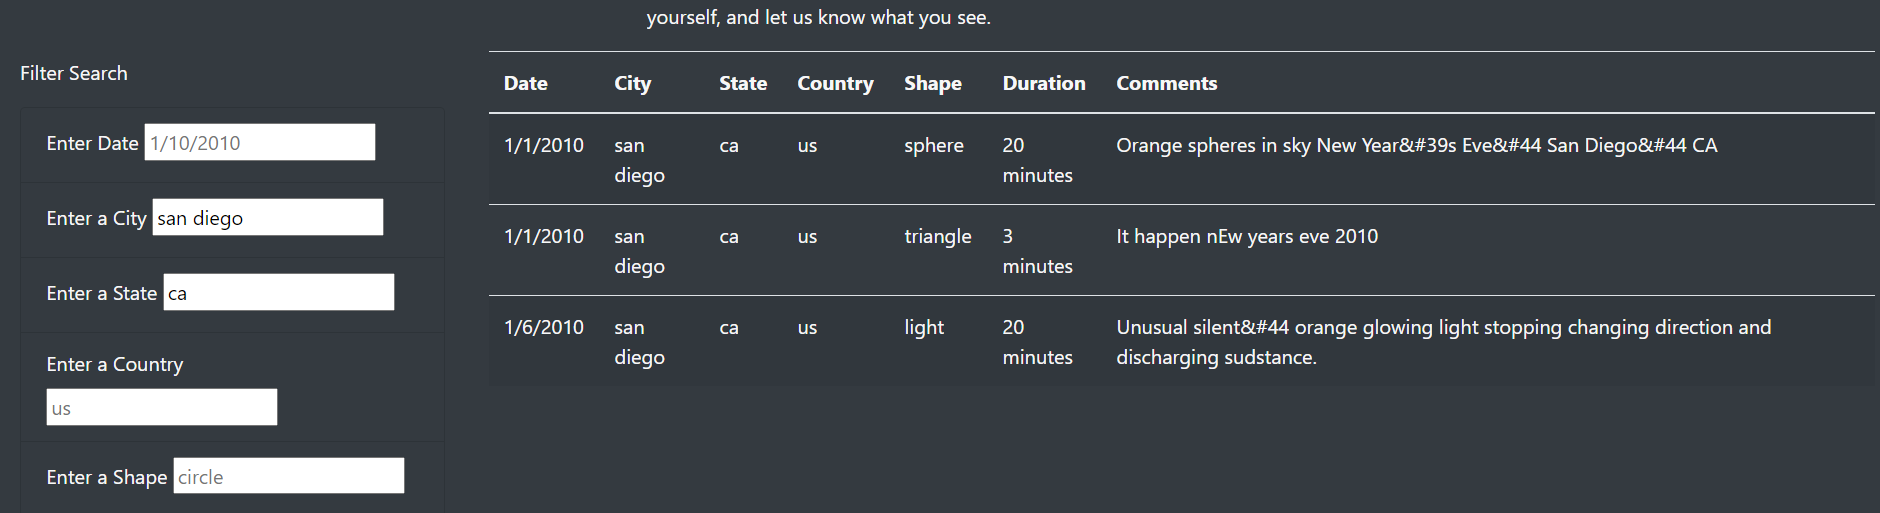 yourself, and let us know what you see.
Filter Search
Enter Date 1/10/2010
Enter a City san diego
Enter a State ca
Enter a Country
us
Enter a Shape circle
Date City State Country Shape Duration Comments
1/1/2010 san ca us sphere 20 Orange spheres in sky New Year&#39s Eve&#44 San Diego&#44 CA
diego minutes
1/1/2010 san ca us triangle 3 It happen nEw years eve 2010
diego minutes
1/6/2010 san ca us light 20 Unusual silent&#44 orange glowing light stopping changing direction and
diego minutes discharging sudstance.